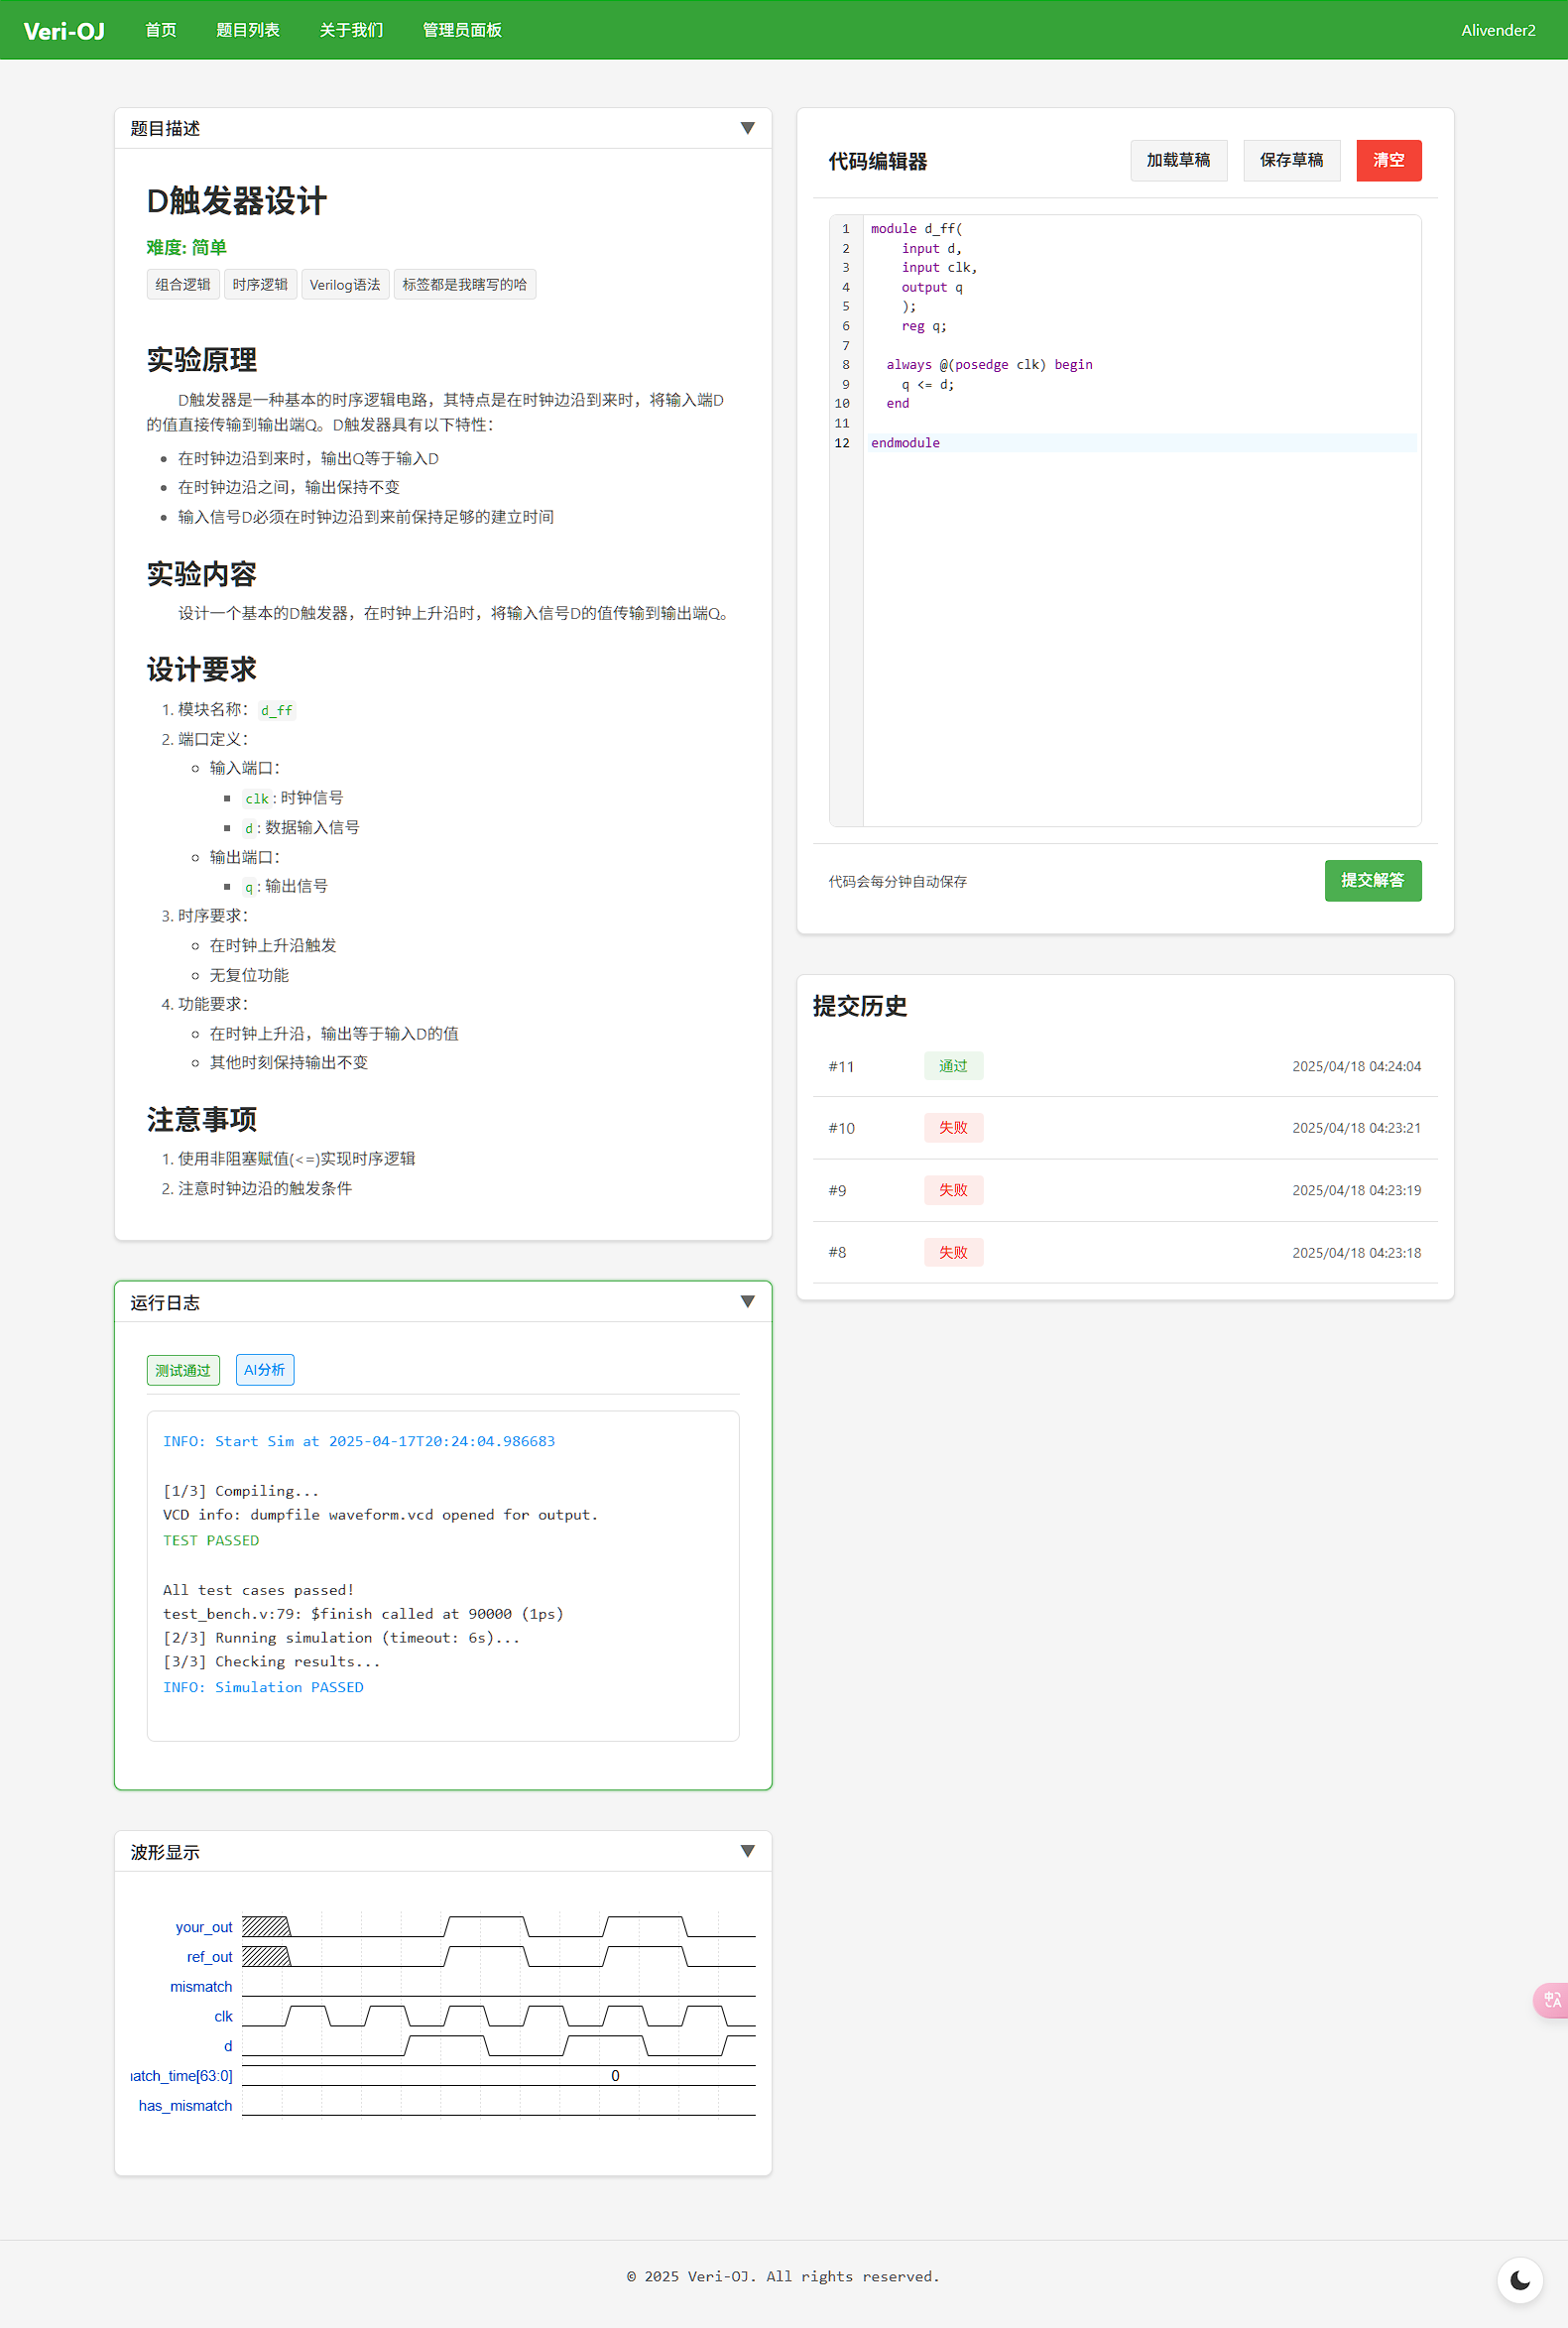 Veri-OJ 首页 题目列表 关于我们 管理员面板 Alivender2
题目描述 ▼
D触发器设计
难度: 简单
组合逻辑 时序逻辑 Verilog语法 标签都是我瞎写的哈
实验原理
D触发器是一种基本的时序逻辑电路，其特点是在时钟边沿到来时，将输入端D
的值直接传输到输出端Q。D触发器具有以下特性：
• 在时钟边沿到来时，输出Q等于输入D
• 在时钟边沿之间，输出保持不变
• 输入信号D必须在时钟边沿到来前保持足够的建立时间
实验内容
设计一个基本的D触发器，在时钟上升沿时，将输入信号D的值传输到输出端Q。
设计要求
1. 模块名称：d_ff
2. 端口定义：
◦ 输入端口：
▪ clk: 时钟信号
▪ d: 数据输入信号
◦ 输出端口：
▪ q: 输出信号
3. 时序要求：
◦ 在时钟上升沿触发
◦ 无复位功能
4. 功能要求：
◦ 在时钟上升沿，输出等于输入D的值
◦ 其他时刻保持输出不变
注意事项
1. 使用非阻塞赋值(<=)实现时序逻辑
2. 注意时钟边沿的触发条件
运行日志 ▼
测试通过 AI分析
INFO: Start Sim at 2025-04-17T20:24:04.986683
[1/3] Compiling...
VCD info: dumpfile waveform.vcd opened for output.
TEST PASSED
All test cases passed!
test_bench.v:79: $finish called at 90000 (1ps)
[2/3] Running simulation (timeout: 6s)...
[3/3] Checking results...
INFO: Simulation PASSED
波形显示 ▼
your_out
ref_out
mismatch
clk
d
atch_time[63:0] 0
has_mismatch
代码编辑器 加载草稿 保存草稿 清空
1 module d_ff(
2 input d,
3 input clk,
4 output q
5 );
6 reg q;
7
8 always @(posedge clk) begin
9 q <= d;
10 end
11
12 endmodule
代码会每分钟自动保存 提交解答
提交历史
#11 通过 2025/04/18 04:24:04
#10 失败 2025/04/18 04:23:21
#9 失败 2025/04/18 04:23:19
#8 失败 2025/04/18 04:23:18
© 2025 Veri-OJ. All rights reserved.